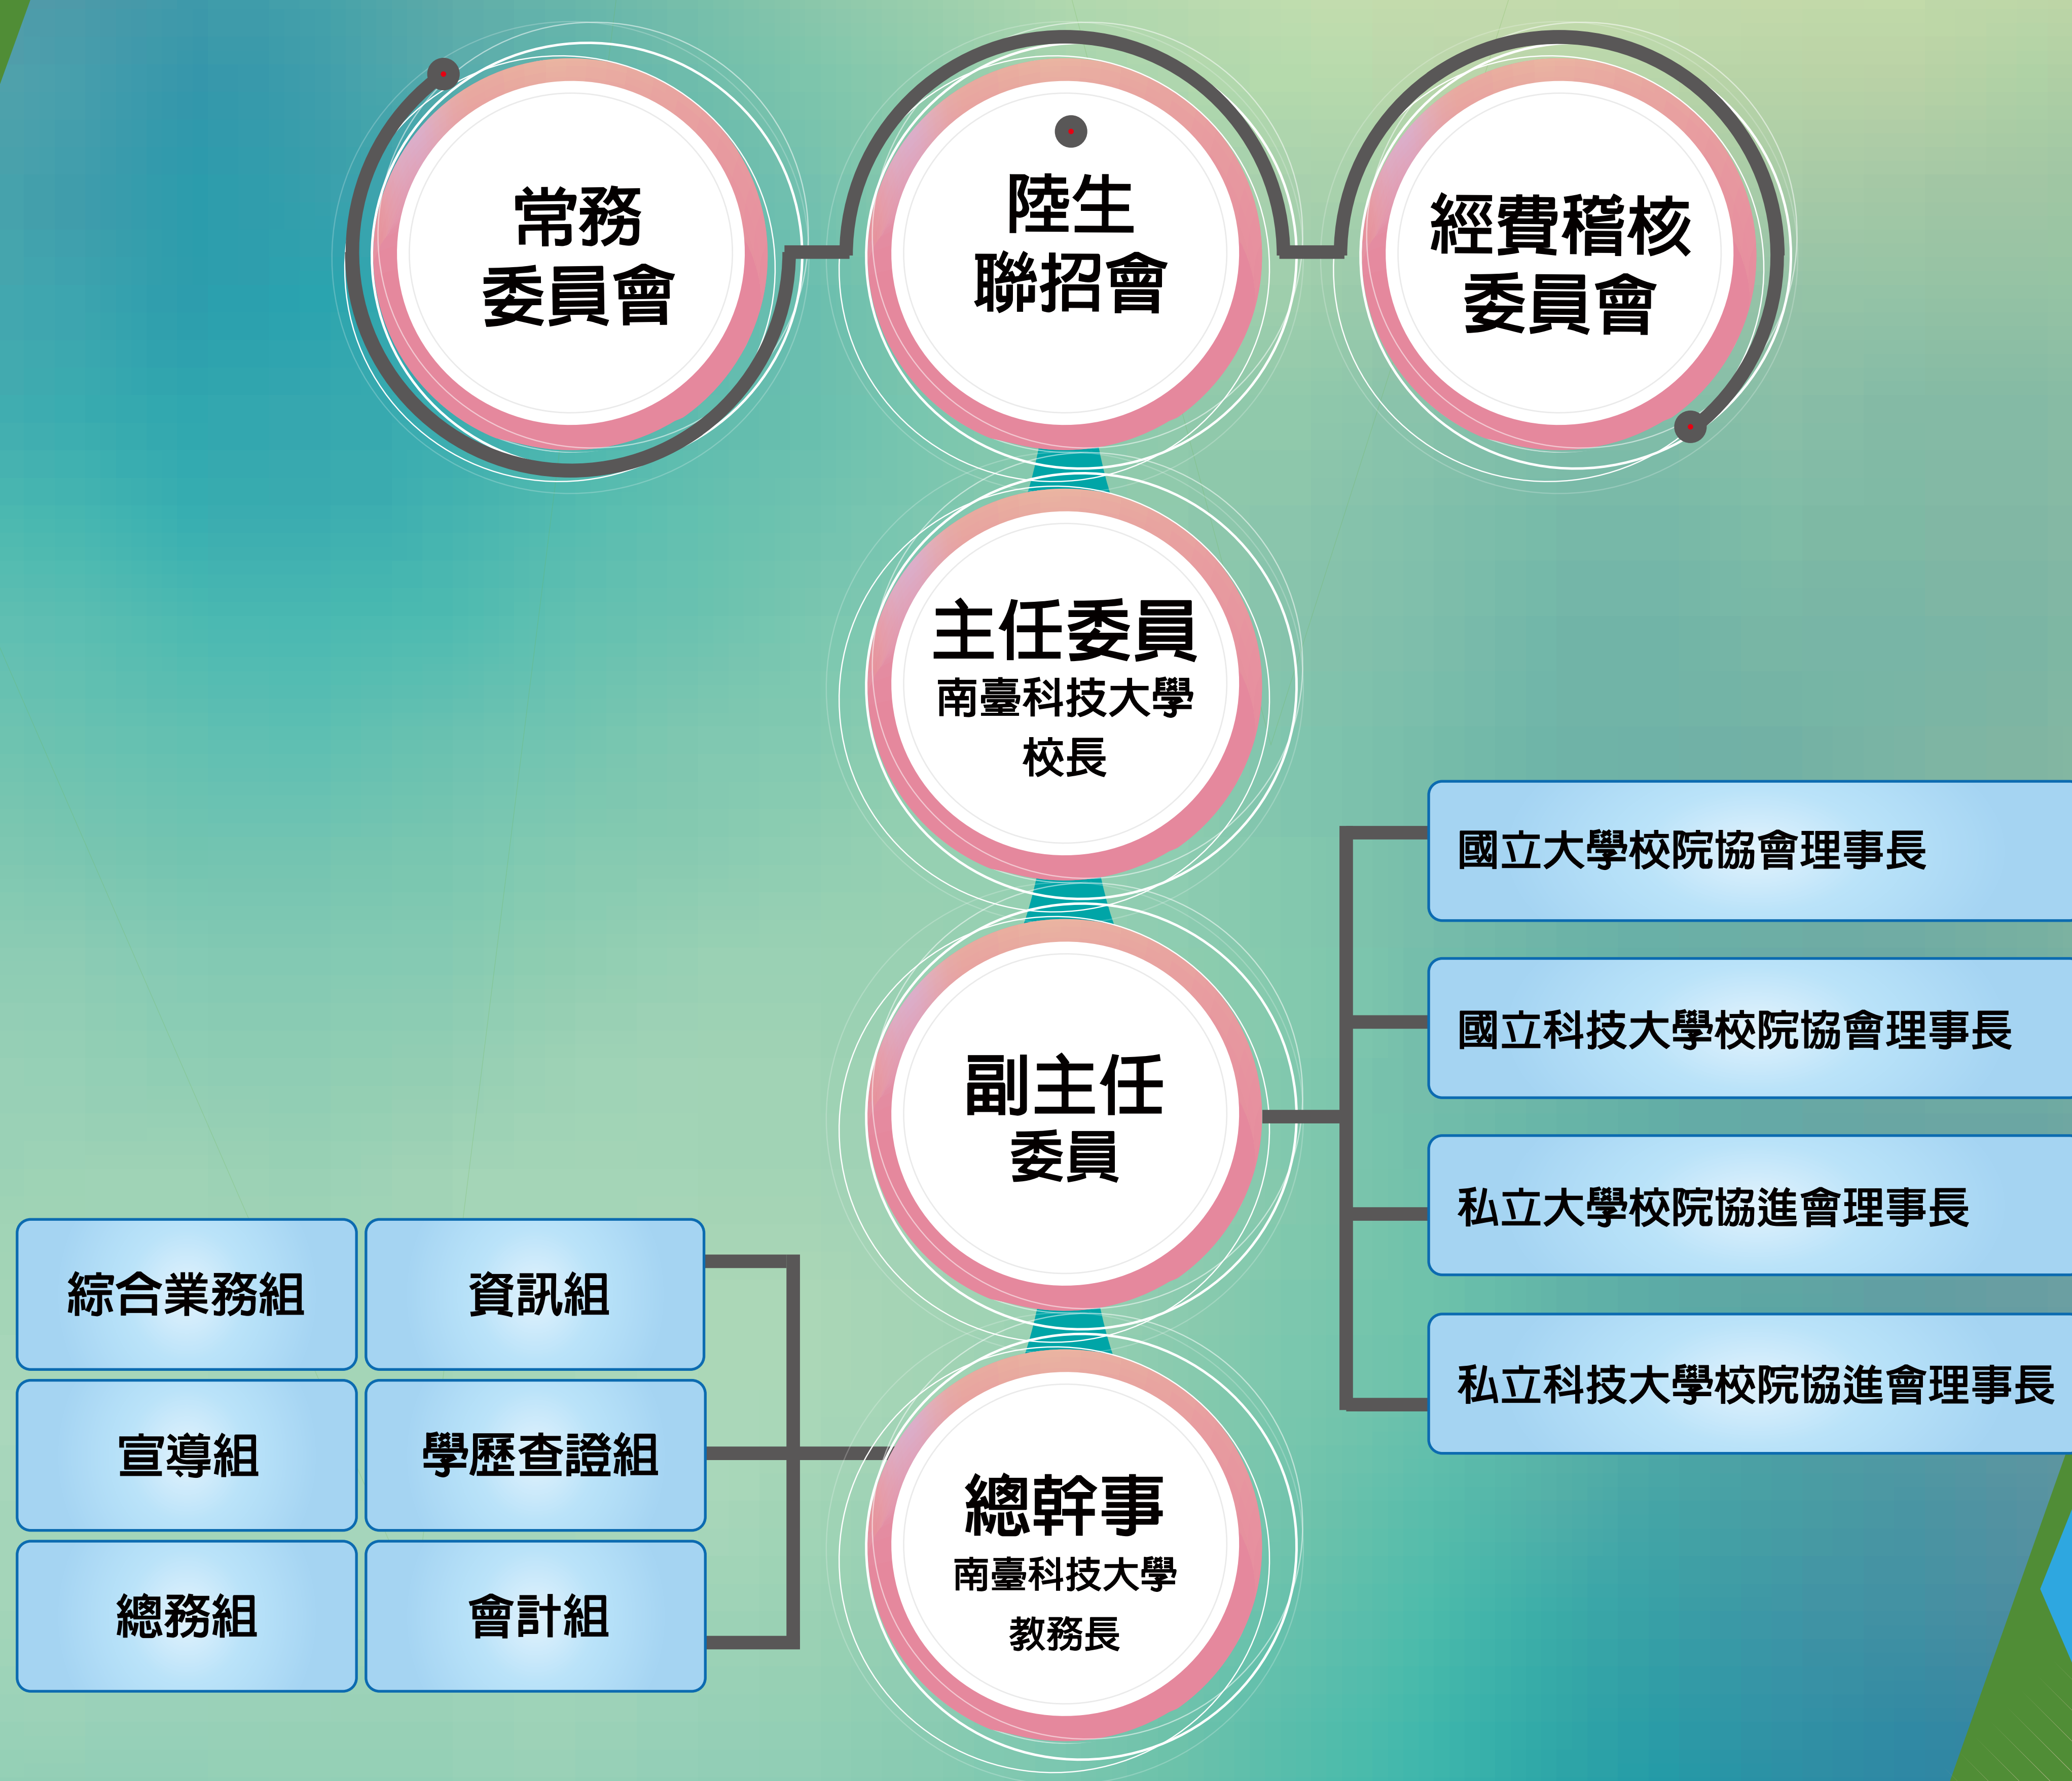 常務
委員會
陸生
聯招會
經費稽核
委員會
主任委員
南臺科技大學
校長
副主任
委員
國立大學校院協會理事長
國立科技大學校院協會理事長
私立大學校院協進會理事長
私立科技大學校院協進會理事長
總幹事
南臺科技大學
教務長
綜合業務組
資訊組
宣導組
學歷查證組
總務組
會計組